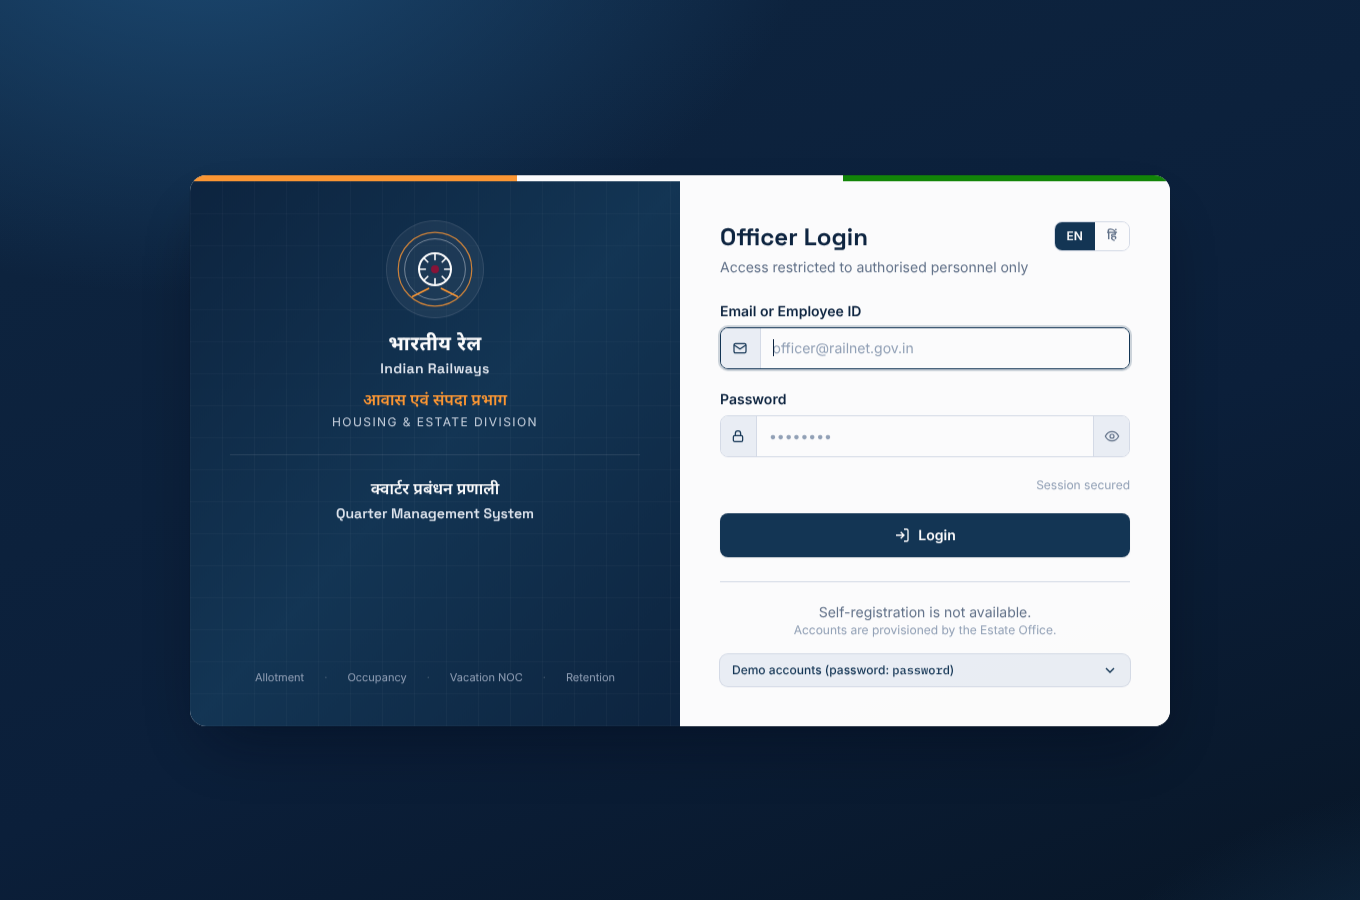 भारतीय रेल
Indian Railways
आवास एवं संपदा प्रभाग
HOUSING & ESTATE DIVISION
क्वार्टर प्रबंधन प्रणाली
Quarter Management System
Allotment · Occupancy · Vacation NOC · Retention
Officer Login
EN हिं
Access restricted to authorised personnel only
Email or Employee ID
officer@railnet.gov.in
Password
••••••••
Session secured
Login
Self-registration is not available.
Accounts are provisioned by the Estate Office.
Demo accounts (password: password)